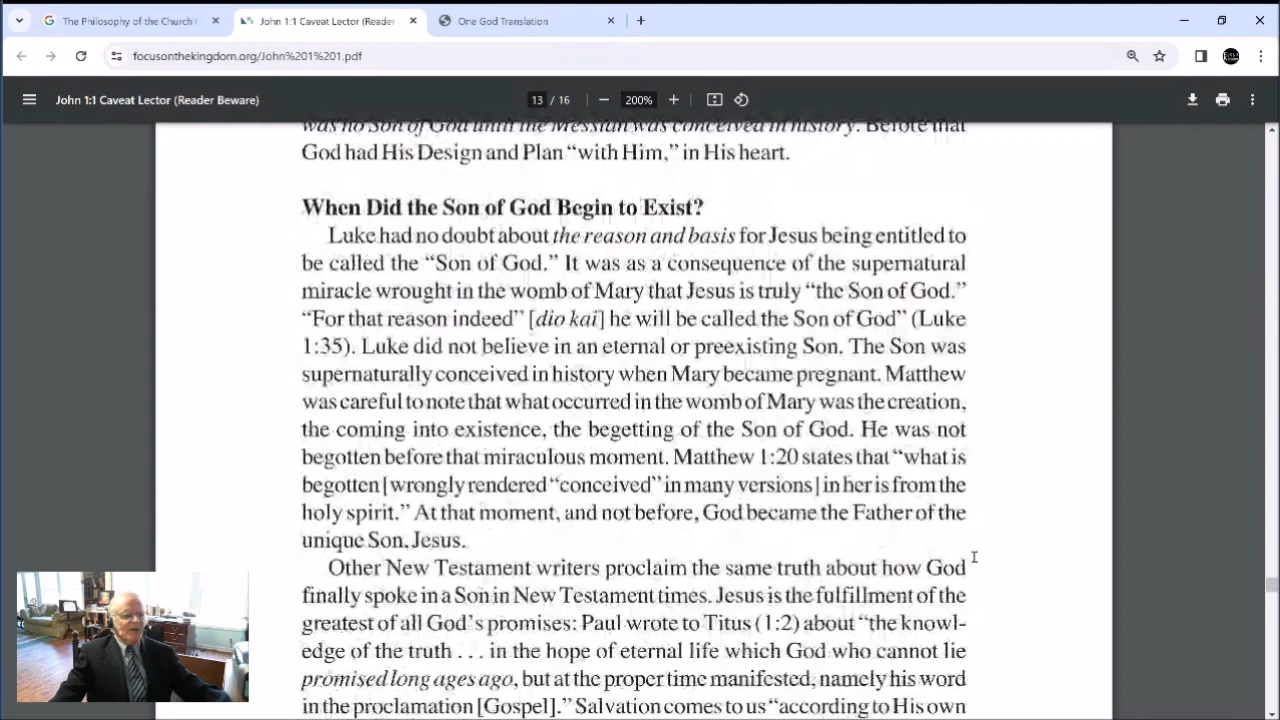 The Philosophy of the Church
John 1:1 Caveat Lector (Reader
One God Translation
focusonthekingdom.org/John%201%201.pdf
John 1:1 Caveat Lector (Reader Beware)
13 / 16
200%
was no Son of God until the Messiah was conceived in history. Before that
God had His Design and Plan “with Him,” in His heart.
When Did the Son of God Begin to Exist?
Luke had no doubt about the reason and basis for Jesus being entitled to
be called the “Son of God.” It was as a consequence of the supernatural
miracle wrought in the womb of Mary that Jesus is truly “the Son of God.”
“For that reason indeed” [dio kai] he will be called the Son of God” (Luke
1:35). Luke did not believe in an eternal or preexisting Son. The Son was
supernaturally conceived in history when Mary became pregnant. Matthew
was careful to note that what occurred in the womb of Mary was the creation,
the coming into existence, the begetting of the Son of God. He was not
begotten before that miraculous moment. Matthew 1:20 states that “what is
begotten [wrongly rendered “conceived” in many versions] in her is from the
holy spirit.” At that moment, and not before, God became the Father of the
unique Son, Jesus.
Other New Testament writers proclaim the same truth about how God
finally spoke in a Son in New Testament times. Jesus is the fulfillment of the
greatest of all God’s promises: Paul wrote to Titus (1:2) about “the knowl-
edge of the truth . . . in the hope of eternal life which God who cannot lie
promised long ages ago, but at the proper time manifested, namely his word
in the proclamation [Gospel].” Salvation comes to us “according to His own